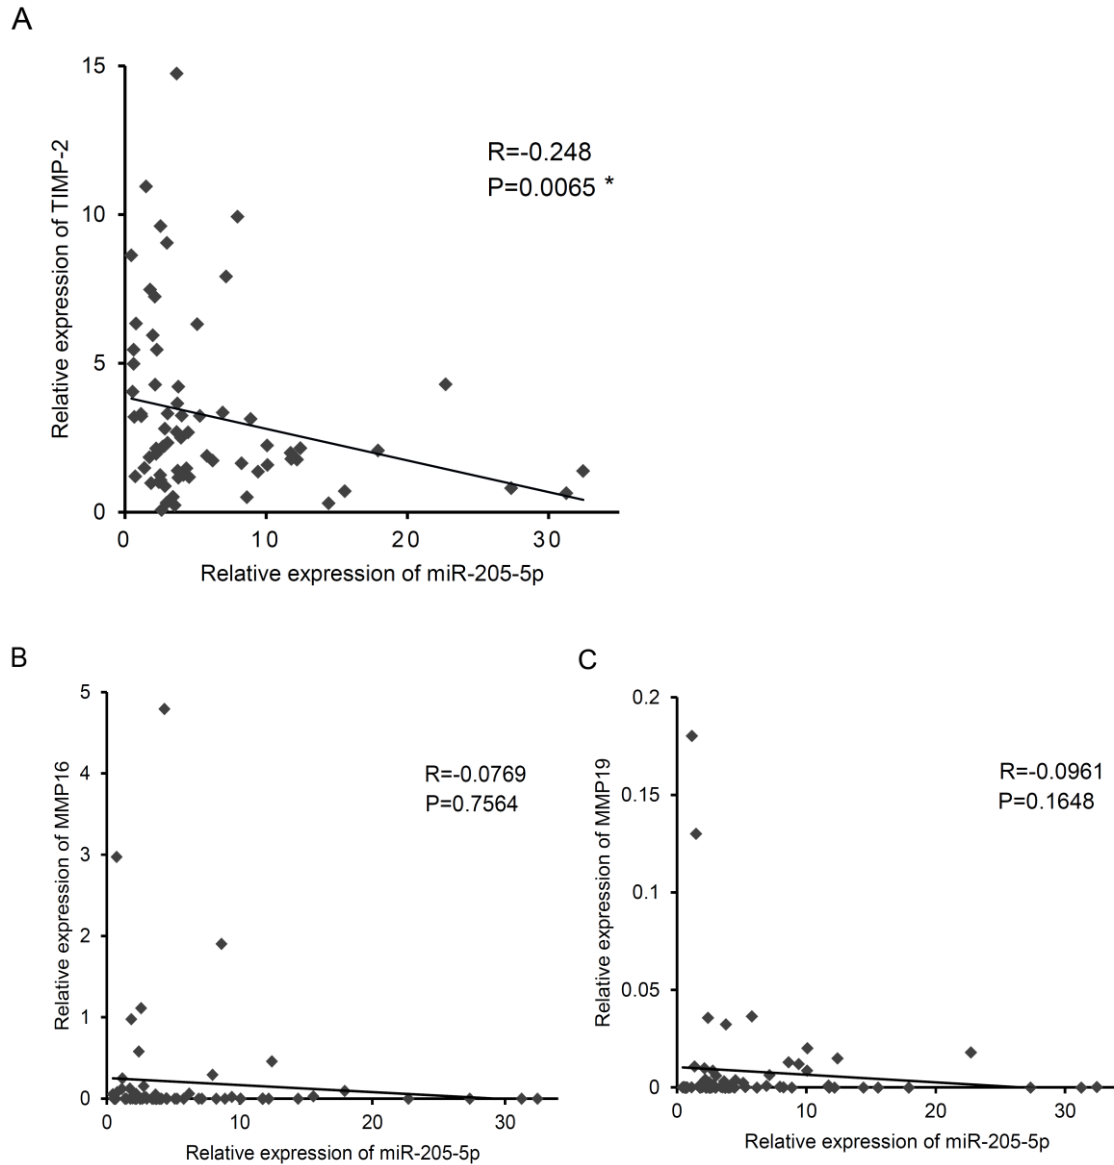 A
15
10
5
0
0 10 20 30
Relative expression of TIMP-2
R=-0.248
P=0.0065 *
Relative expression of miR-205-5p
B
5
4
3
2
1
0
0 10 20 30
Relative expression of MMP16
R=-0.0769
P=0.7564
Relative expression of miR-205-5p
C
0.2
0.15
0.1
0.05
0
0 10 20 30
Relative expression of MMP19
R=-0.0961
P=0.1648
Relative expression of miR-205-5p